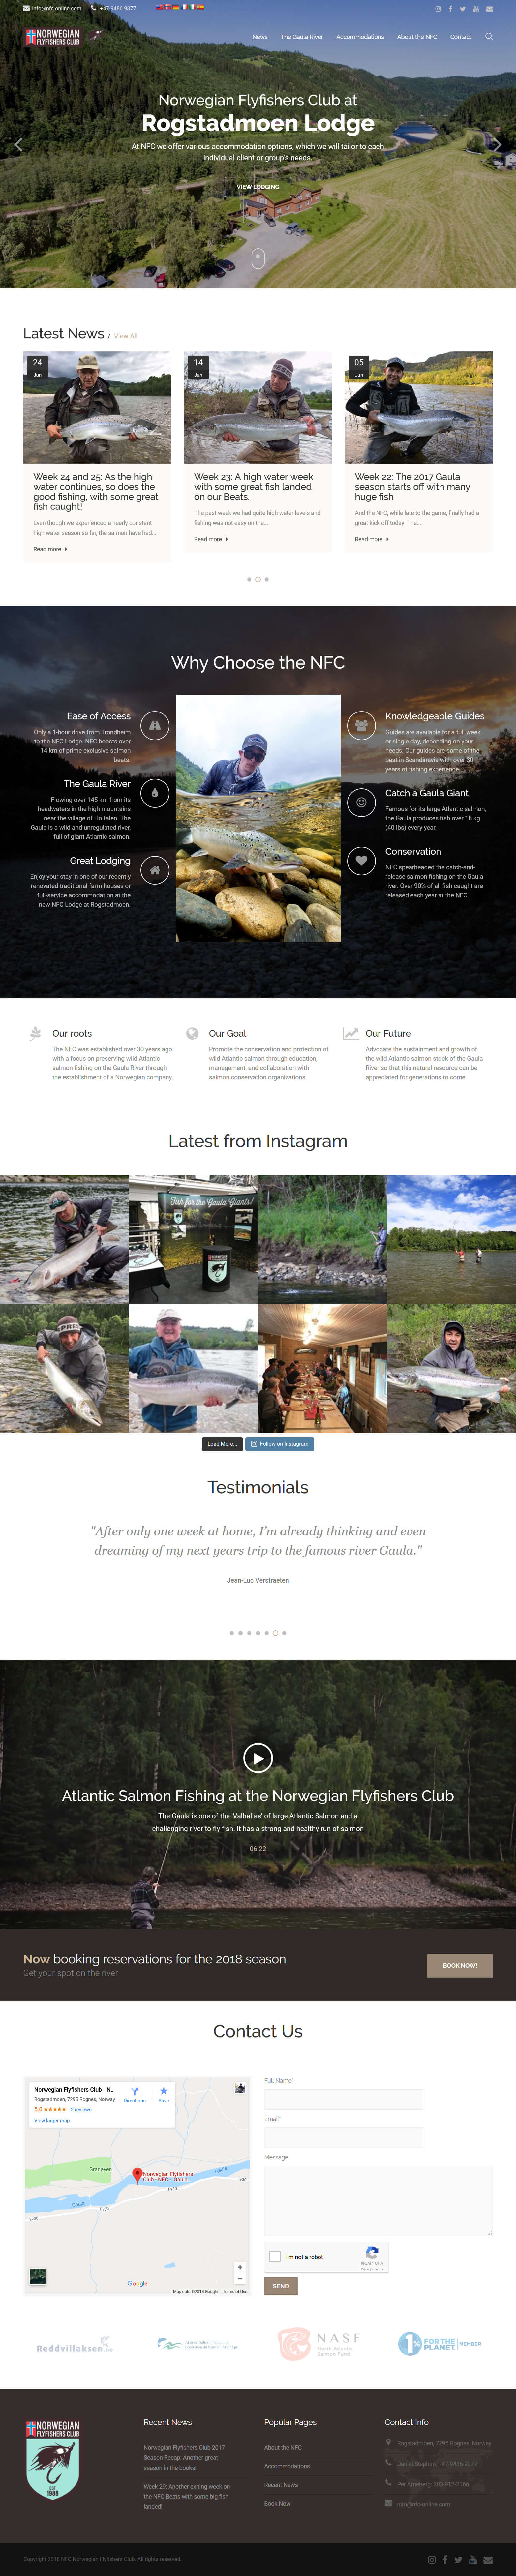 info@nfc-online.com
+47-9486-9377
NORWEGIAN
FLYFISHERS CLUB
News
The Gaula River
Accommodations
About the NFC
Contact
Norwegian Flyfishers Club at
Rogstadmoen Lodge
At NFC we offer various accommodation options, which we will tailor to each
individual client or group's needs.
VIEW LODGING
Latest News / View All
24
Jun
Week 24 and 25: As the high
water continues, so does the
good fishing, with some great
fish caught!
Even though we experienced a nearly constant
high water season so far, the salmon have had...
Read more
14
Jun
Week 23: A high water week
with some great fish landed
on our Beats.
The past week we had quite high water levels and
fishing was not easy on the...
Read more
05
Jun
Week 22: The 2017 Gaula
season starts off with many
huge fish
And the NFC, while late to the game, finally had a
great kick off today! The...
Read more
Why Choose the NFC
Ease of Access
Only a 1-hour drive from Trondheim
to the NFC Lodge. NFC boasts over
14 km of prime exclusive salmon
beats.
The Gaula River
Flowing over 145 km from its
headwaters in the high mountains
near the village of Holtalen. The
Gaula is a wild and unregulated river,
full of giant Atlantic salmon.
Great Lodging
Enjoy your stay in one of our recently
renovated traditional farm houses or
full-service accommodation at the
new NFC Lodge at Rogstadmoen.
Knowledgeable Guides
Guides are available for a full week
or single day, depending on your
needs. Our guides are some of the
best in Scandinavia with over 30
years of fishing experience.
Catch a Gaula Giant
Famous for its large Atlantic salmon,
the Gaula produces fish over 18 kg
(40 lbs) every year.
Conservation
NFC spearheaded the catch-and-
release salmon fishing on the Gaula
river. Over 90% of all fish caught are
released each year at the NFC.
Our roots
The NFC was established over 30 years ago
with a focus on preserving wild Atlantic
salmon fishing on the Gaula River through
the establishment of a Norwegian company.
Our Goal
Promote the conservation and protection of
wild Atlantic salmon through education,
management, and collaboration with
salmon conservation organizations.
Our Future
Advocate the sustainment and growth of
the wild Atlantic salmon stock of the Gaula
River so that this natural resource can be
appreciated for generations to come
Latest from Instagram
Fish for the Gaula Giants!
Load More...
Follow on Instagram
Testimonials
"After only one week at home, I'm already thinking and even
dreaming of my next years trip to the famous river Gaula."
Jean-Luc Verstraeten
Atlantic Salmon Fishing at the Norwegian Flyfishers Club
The Gaula is one of the 'Valhallas' of large Atlantic Salmon and a
challenging river to fly fish. It has a strong and healthy run of salmon
06:22
Now booking reservations for the 2018 season
Get your spot on the river
BOOK NOW!
Contact Us
Norwegian Flyfishers Club - N...
Rogstadmoen, 7295 Rognes, Norway
5.0
3 reviews
View larger map
Directions
Save
Granøyen
Gaula
Fv30
Norwegian Flyfishers
Club - NFC - Gaula
Google
Map data ©2018 Google
Terms of Use
Full Name*
Email*
Message
I'm not a robot
reCAPTCHA
Privacy - Terms
SEND
Reddvillaksen.no
NASF
North Atlantic
Salmon Fund
1%
FOR THE
PLANET
MEMBER
NORWEGIAN
FLYFISHERS CLUB
EST
1988
Recent News
Norwegian Flyfishers Club 2017
Season Recap: Another great
season in the books!
Week 29: Another exiting week on
the NFC Beats with some big fish
landed!
Popular Pages
About the NFC
Accommodations
Recent News
Book Now
Contact Info
Rogstadmoen, 7295 Rognes, Norway
info@nfc-online.com
Copyright 2018 NFC Norwegian Flyfishers Club. All rights reserved.